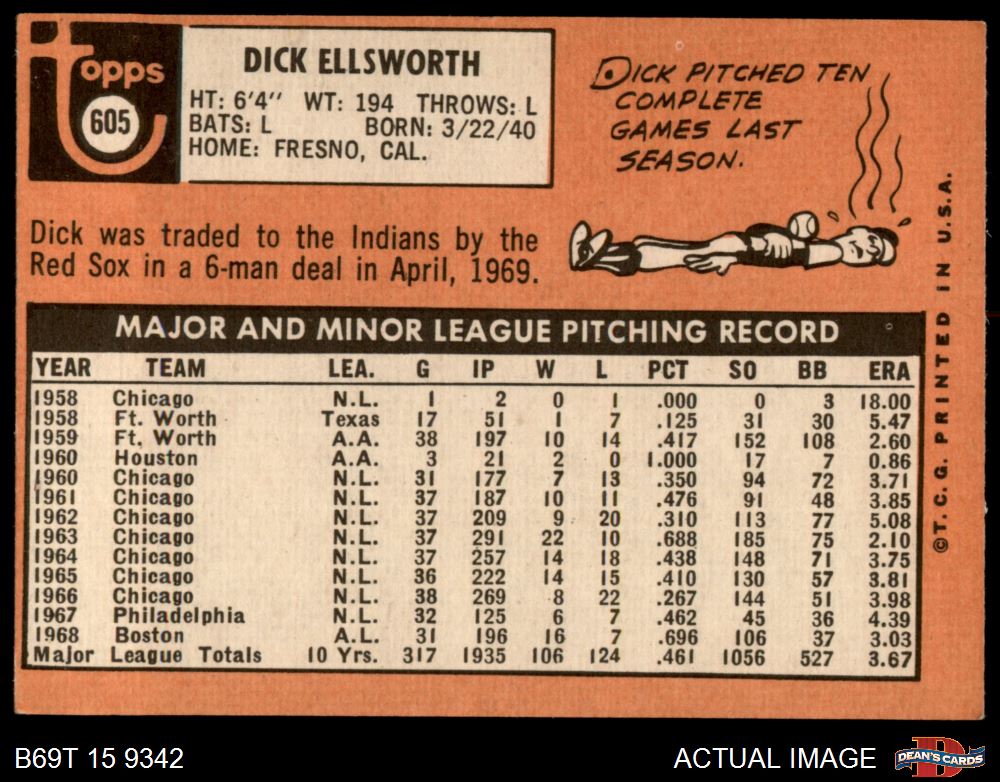 topps
605
DICK ELLSWORTH
HT: 6'4" WT: 194 THROWS: L
BATS: L BORN: 3/22/40
HOME: FRESNO, CAL.
DICK PITCHED TEN
COMPLETE
GAMES LAST
SEASON.
Dick was traded to the Indians by the
Red Sox in a 6-man deal in April, 1969.
MAJOR AND MINOR LEAGUE PITCHING RECORD
YEAR TEAM LEA. G IP W L PCT SO BB ERA
1958 Chicago N.L. 1 2 0 1 .000 0 3 18.00
1958 Ft. Worth Texas 17 51 1 7 .125 31 30 5.47
1959 Ft. Worth A.A. 38 197 10 14 .417 152 108 2.60
1960 Houston A.A. 3 21 2 0 1.000 17 7 0.86
1960 Chicago N.L. 31 177 7 13 .350 94 72 3.71
1961 Chicago N.L. 37 187 10 11 .476 91 48 3.85
1962 Chicago N.L. 37 209 9 20 .310 113 77 5.08
1963 Chicago N.L. 37 291 22 10 .688 185 75 2.10
1964 Chicago N.L. 37 257 14 18 .438 148 71 3.75
1965 Chicago N.L. 36 222 14 15 .410 130 57 3.81
1966 Chicago N.L. 38 269 8 22 .267 144 51 3.98
1967 Philadelphia N.L. 32 125 6 7 .462 45 36 4.39
1968 Boston A.L. 31 196 16 7 .696 106 37 3.03
Major League Totals 10 Yrs. 317 1935 106 124 .461 1056 527 3.67
©T.C.G. PRINTED IN U.S.A.
B69T 15 9342
ACTUAL IMAGE
D
DEAN'S CARDS